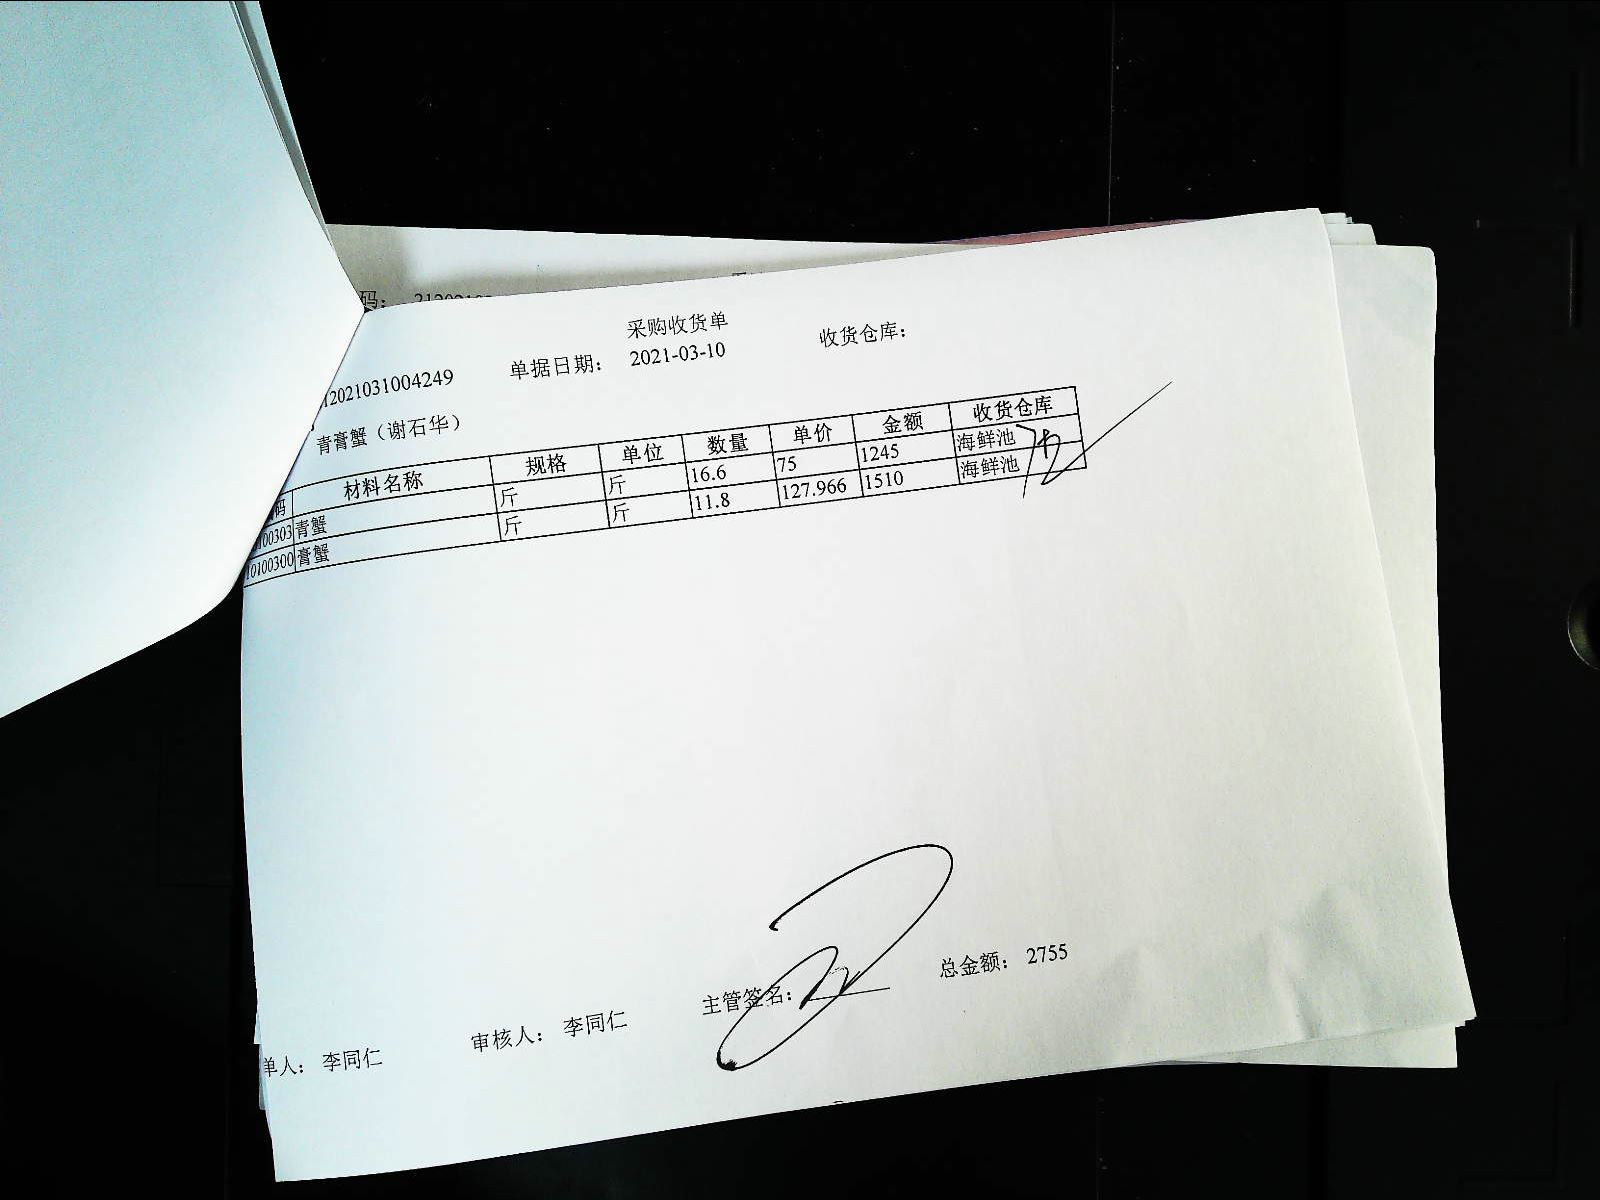 码：
采购收货单
12021031004249 单据日期： 2021-03-10 收货仓库：
青膏蟹（谢石华）
码 材料名称 规格 单位 数量 单价 金额 收货仓库
100303 青蟹 斤 斤 16.6 75 1245 海鲜池
10100300 膏蟹 斤 斤 11.8 127.966 1510 海鲜池
单人： 李同仁 审核人： 李同仁 主管签名： 总金额： 2755